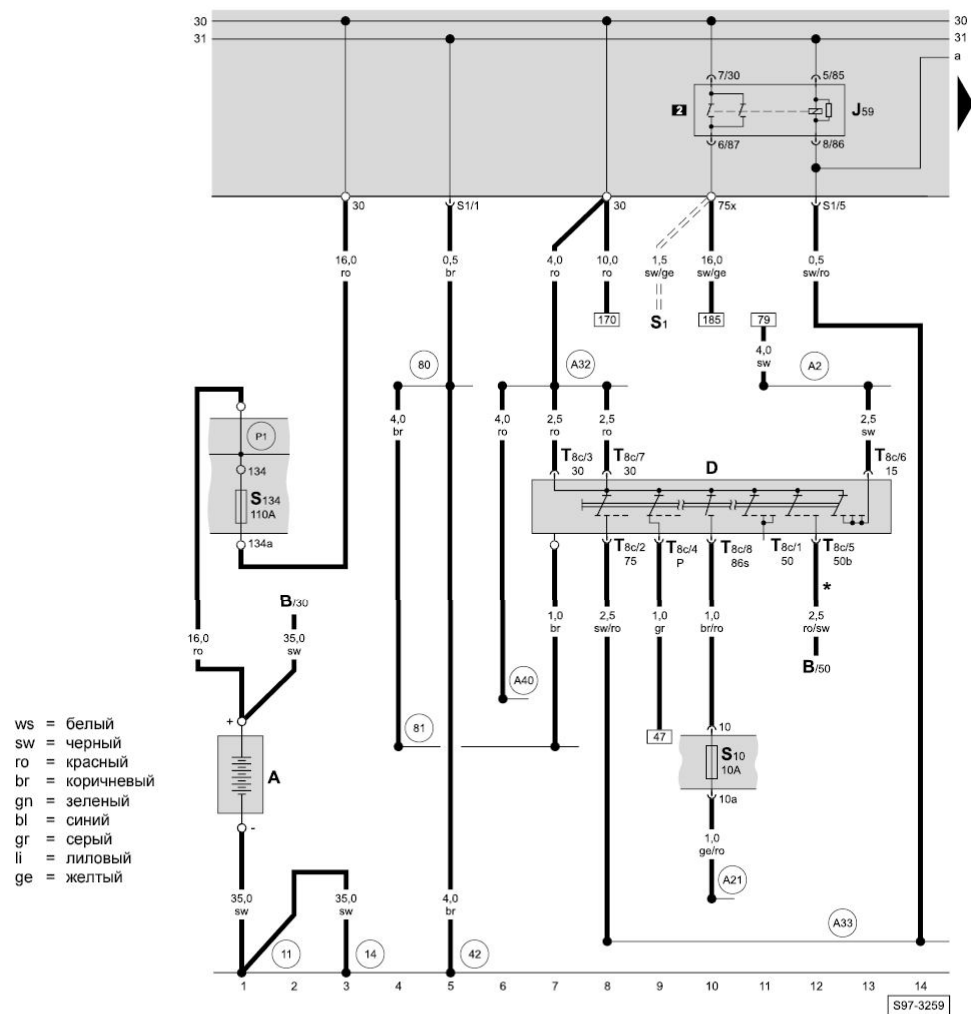 30 30
31 31
a
7/30 5/85
2 J59
6/87 8/86
30 S1/1 30 75x S1/5
16,0 ro
0,5 br
4,0 ro
10,0 ro
1,5 sw/ge
16,0 sw/ge
0,5 sw/ro
170 S1 185 79
4,0 sw
80 A32 A2
4,0 br
4,0 ro
2,5 ro
2,5 ro
2,5 sw
P1
134
S134
110A
134a
T8c/3 30
T8c/7 30
D
T8c/6 15
T8c/2 75
T8c/4 P
T8c/8 86s
T8c/1 50
T8c/5 50b
*
B/30
16,0 ro
35,0 sw
1,0 br
2,5 sw/ro
1,0 gr
1,0 br/ro
2,5 ro/sw
B/50
A40
81
47
10
S10
10A
10a
+
A
-
ws = белый
sw = черный
ro = красный
br = коричневый
gn = зеленый
bl = синий
gr = серый
li = лиловый
ge = желтый
1,0 ge/ro
A21
35,0 sw
35,0 sw
4,0 br
A33
11 14 42
1 2 3 4 5 6 7 8 9 10 11 12 13 14
S97-3259